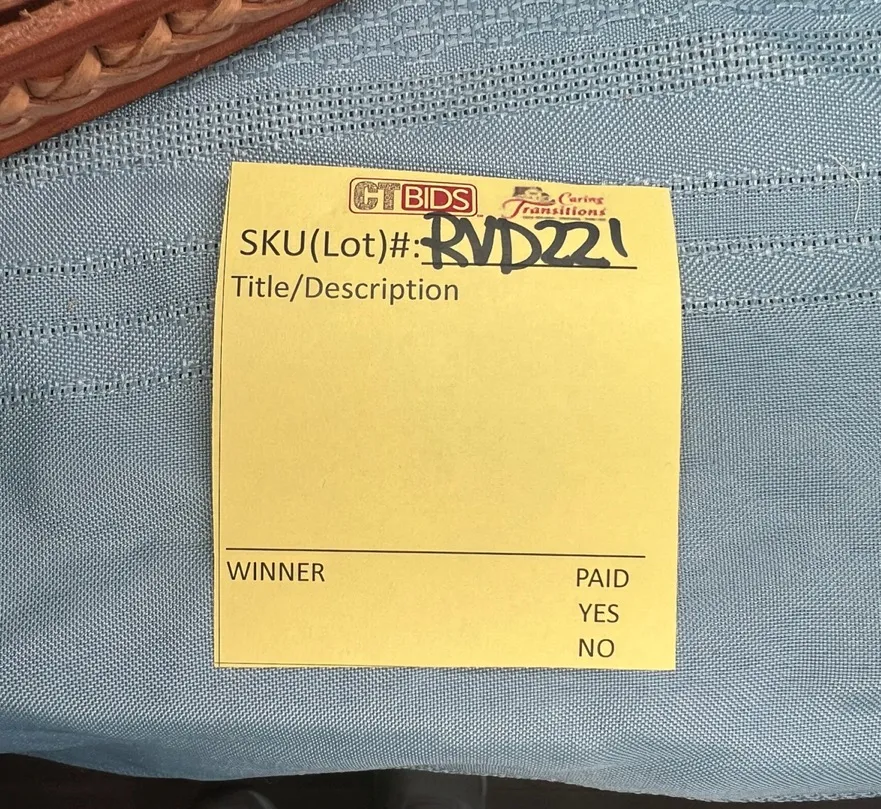 CTBIDS
Caring
Transitions
SKU(Lot)#: RVD221
Title/Description
WINNER
PAID
YES
NO